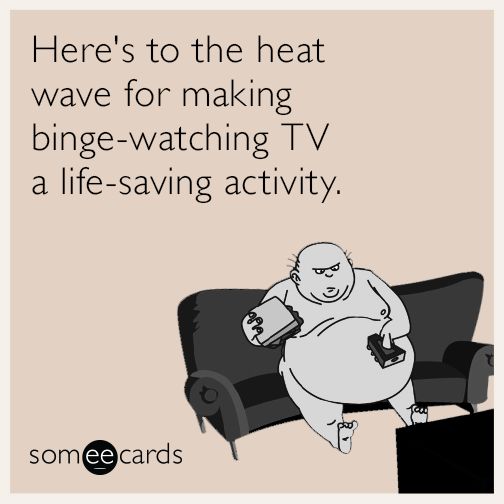 Here's to the heat
wave for making
binge-watching TV
a life-saving activity.
someecards